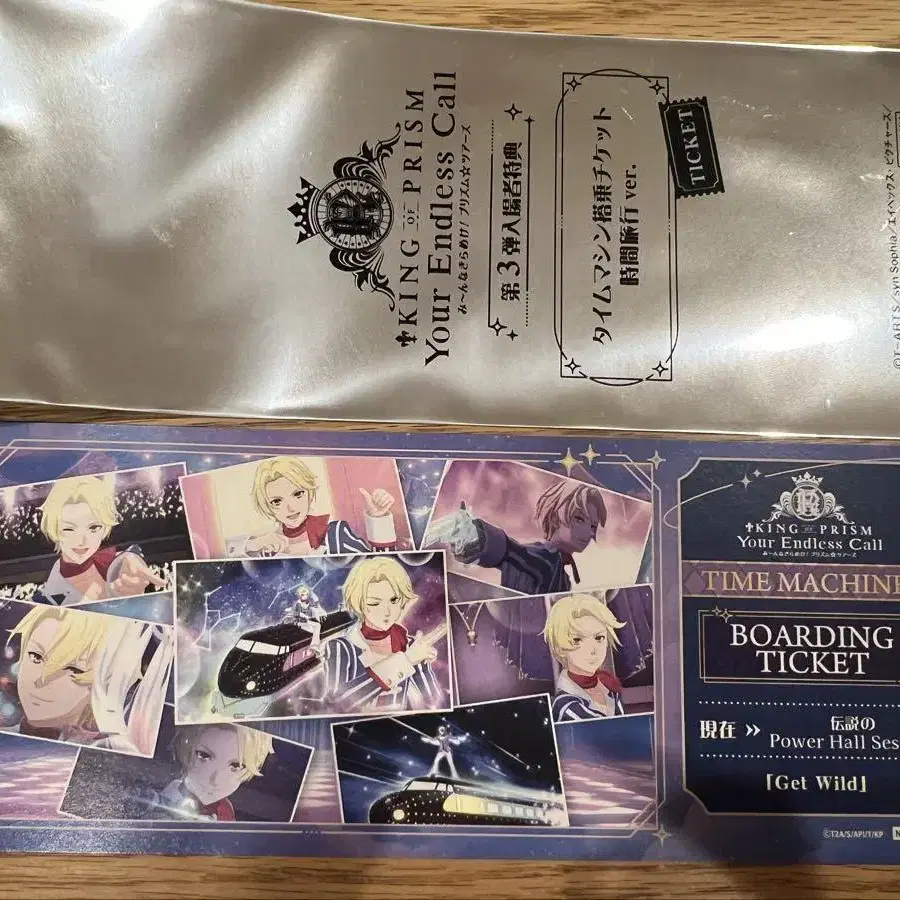 KING OF PRISM
Your Endless Call
み〜んなきらめけ!プリズム☆ツアーズ
第3弾入場者特典
タイムマシン搭乗チケット
時間旅行 ver.
TICKET
©T-ARTS/syn Sophia/エイベックス・ピクチャーズ/
KING OF PRISM
Your Endless Call
み〜んなきらめけ!プリズム☆ツアーズ
TIME MACHINE
BOARDING
TICKET
現在 >> 伝説の
Power Hall Ses
「Get Wild」
©T2A/S/API/T/KP